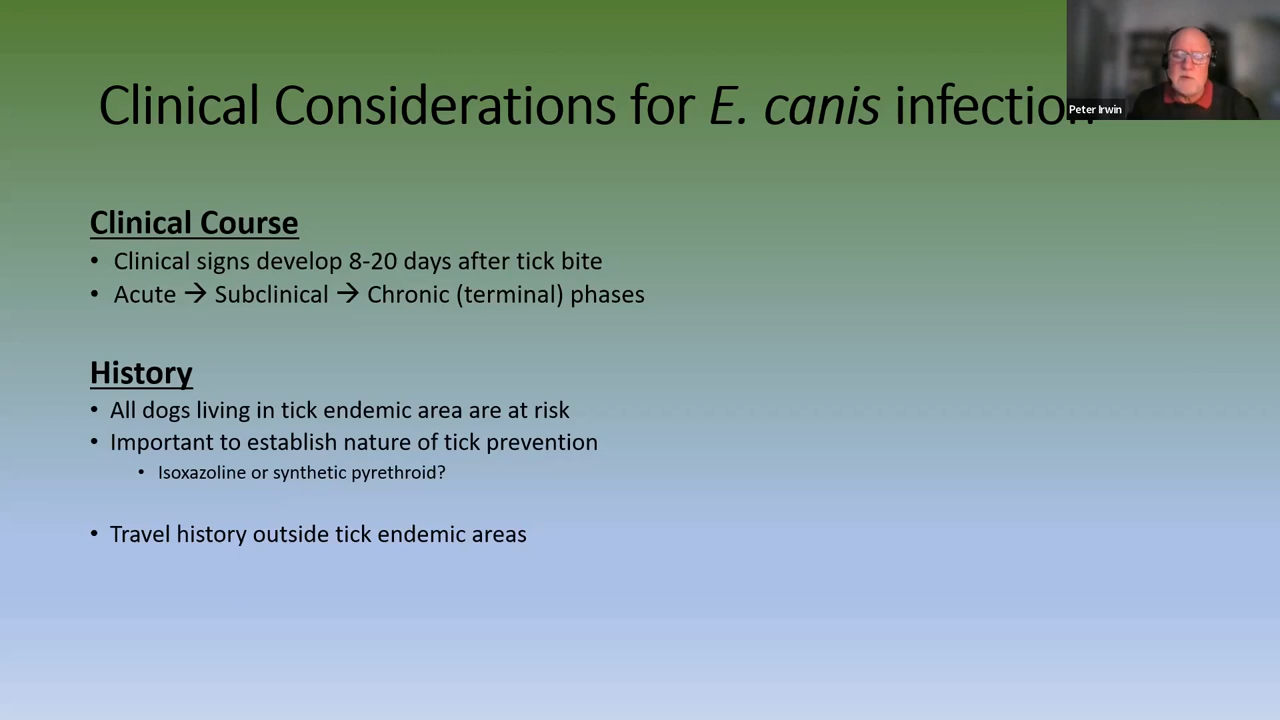 Clinical Considerations for E. canis infection
Peter Irwin
Clinical Course
• Clinical signs develop 8-20 days after tick bite
• Acute → Subclinical → Chronic (terminal) phases
History
• All dogs living in tick endemic area are at risk
• Important to establish nature of tick prevention
• Isoxazoline or synthetic pyrethroid?
• Travel history outside tick endemic areas